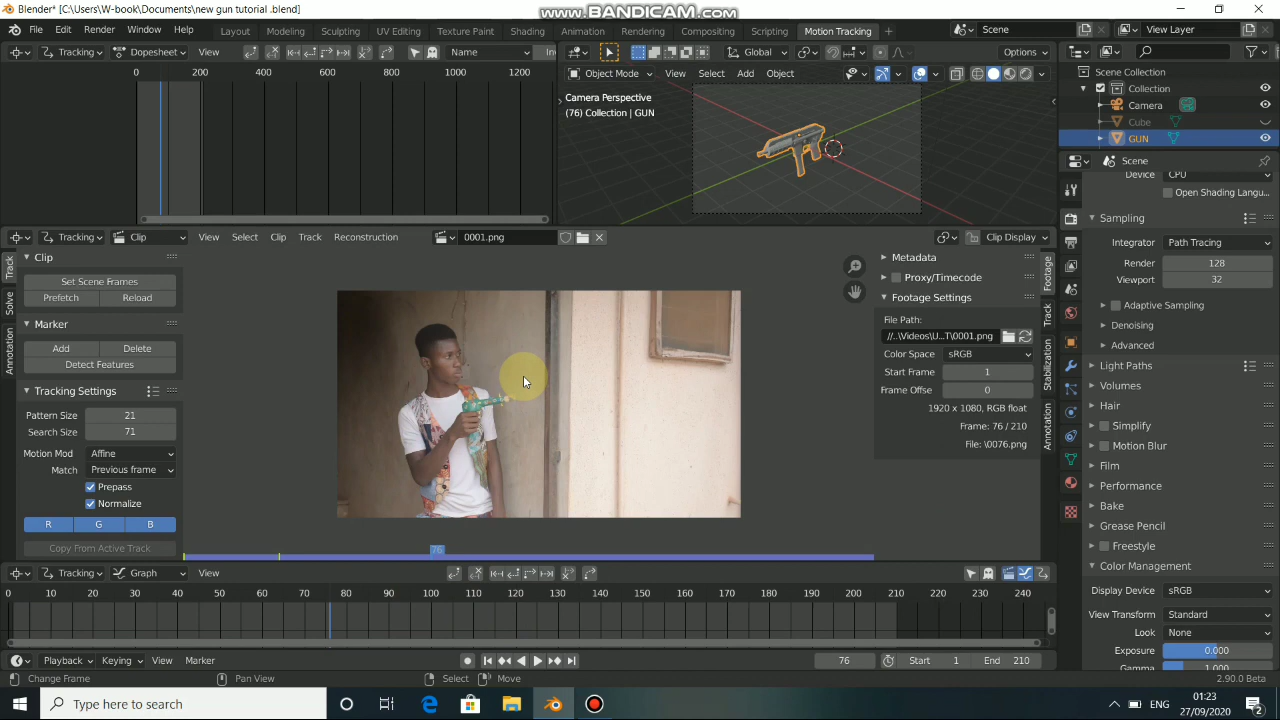 Blender* [C:\Users\W-book\Documents\new gun tutorial .blend]
www.BANDICAM.com
File Edit Render Window Help
Layout Modeling Sculpting UV Editing Texture Paint Shading Animation Rendering Compositing Scripting Motion Tracking +
Scene View Layer
Tracking Dopesheet View Name In
0 200 400 600 800 1000 1200
Global Options
Object Mode View Select Add Object
Camera Perspective
(76) Collection | GUN
Scene Collection
Collection
Camera
Cube
GUN
Scene
Device CPU
Open Shading Langu...
Sampling
Integrator Path Tracing
Render 128
Viewport 32
Adaptive Sampling
Denoising
Advanced
Light Paths
Volumes
Hair
Simplify
Motion Blur
Film
Performance
Bake
Grease Pencil
Freestyle
Color Management
Display Device sRGB
View Transform Standard
Look None
Exposure 0.000
Gamma 1.000
Tracking Clip View Select Clip Track Reconstruction 0001.png Clip Display
Track
Solve
Annotation
Clip
Set Scene Frames
Prefetch Reload
Marker
Add Delete
Detect Features
Tracking Settings
Pattern Size 21
Search Size 71
Motion Mod Affine
Match Previous frame
Prepass
Normalize
R G B
Copy From Active Track
76
Metadata
Proxy/Timecode
Footage Settings
File Path:
//..\Videos\U...T\0001.png
Color Space sRGB
Start Frame 1
Frame Offse 0
1920 x 1080, RGB float
Frame: 76 / 210
File: \0076.png
Footage
Track
Stabilization
Annotation
Tracking Graph View
0 10 20 30 40 50 60 70 80 90 100 110 120 130 140 150 160 170 180 190 200 210 220 230 240
Playback Keying View Marker 76 Start 1 End 210
Change Frame Pan View Select Move 2.90.0 Beta
Type here to search
01:23
27/09/2020
2